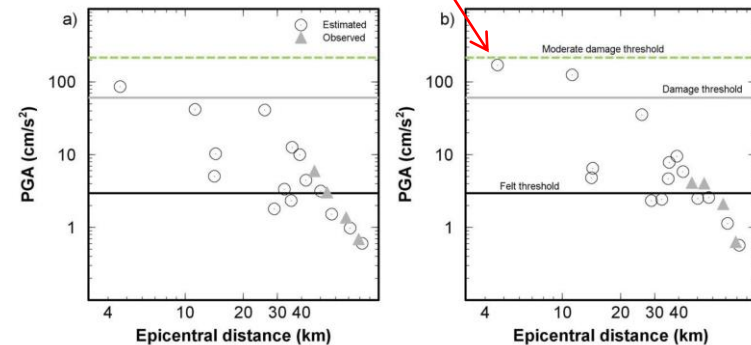 a)
Estimated
Observed
PGA (cm/s²)
100
10
1
4
10
20
30
40
Epicentral distance (km)
b)
Moderate damage threshold
Damage threshold
Felt threshold
PGA (cm/s²)
100
10
1
4
10
20
30
40
Epicentral distance (km)